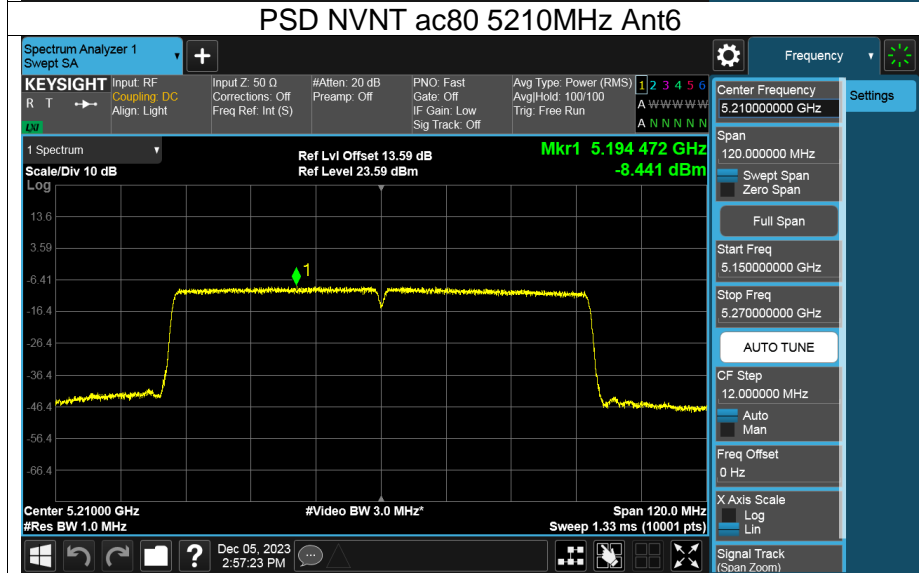 PSD NVNT ac80 5210MHz Ant6
Spectrum Analyzer 1
Swept SA
+
Frequency
KEYSIGHT
R T
LXI
Input: RF
Coupling: DC
Align: Light
Input Z: 50 Ω
Corrections: Off
Freq Ref: Int (S)
#Atten: 20 dB
Preamp: Off
PNO: Fast
Gate: Off
IF Gain: Low
Sig Track: Off
Avg Type: Power (RMS)
Avg|Hold: 100/100
Trig: Free Run
1 2 3 4 5 6
A W W W W W
A N N N N N
1 Spectrum
Scale/Div 10 dB
Log
Ref Lvl Offset 13.59 dB
Ref Level 23.59 dBm
Mkr1 5.194 472 GHz
-8.441 dBm
13.6
3.59
-6.41
-16.4
-26.4
-36.4
-46.4
-56.4
-66.4
1
Center 5.21000 GHz
#Res BW 1.0 MHz
#Video BW 3.0 MHz*
Span 120.0 MHz
Sweep 1.33 ms (10001 pts)
?
Dec 05, 2023
2:57:23 PM
Center Frequency
5.210000000 GHz
Span
120.000000 MHz
Swept Span
Zero Span
Full Span
Start Freq
5.150000000 GHz
Stop Freq
5.270000000 GHz
AUTO TUNE
CF Step
12.000000 MHz
Auto
Man
Freq Offset
0 Hz
X Axis Scale
Log
Lin
Signal Track
(Span Zoom)
Settings